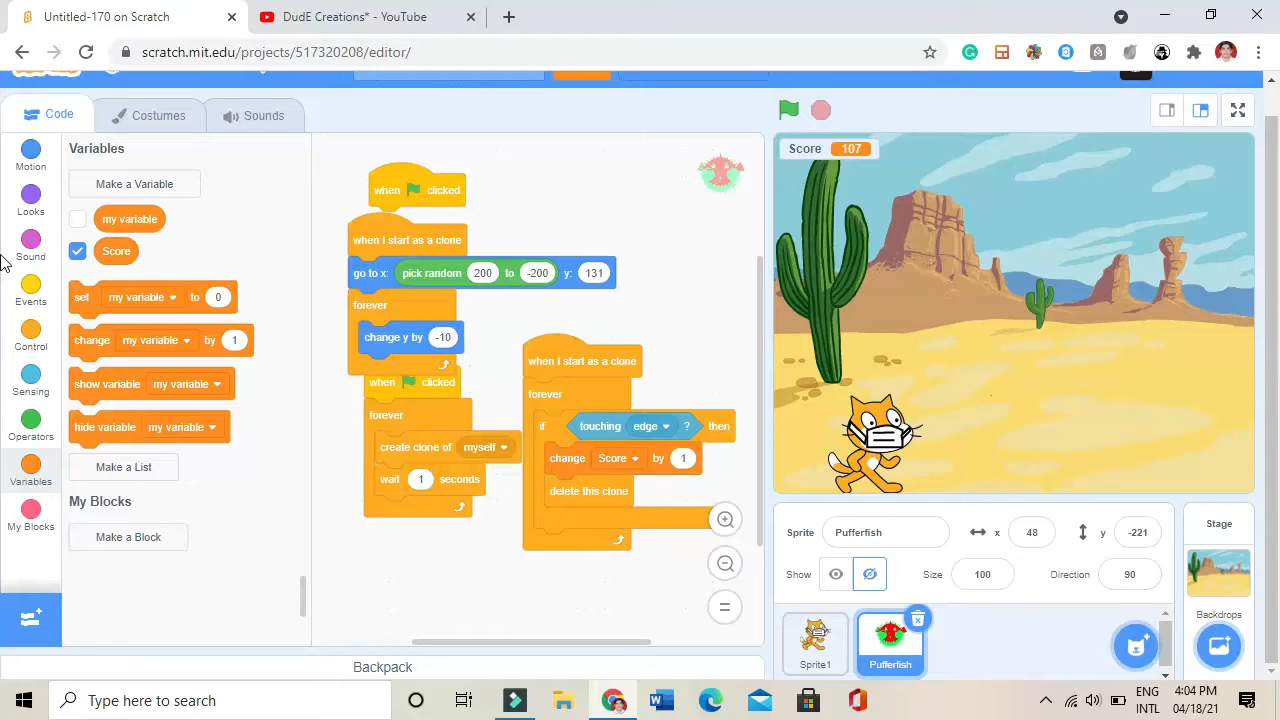 Untitled-170 on Scratch
DudE Creations* - YouTube
scratch.mit.edu/projects/517320208/editor/
Code
Costumes
Sounds
Motion
Looks
Sound
Events
Control
Sensing
Operators
Variables
My Blocks
Variables
Make a Variable
my variable
Score
set my variable to 0
change my variable by 1
show variable my variable
hide variable my variable
Make a List
My Blocks
Make a Block
when clicked
when I start as a clone
go to x: pick random 200 to -200 y: 131
forever
change y by -10
when clicked
forever
create clone of myself
wait 1 seconds
when I start as a clone
forever
if touching edge ? then
change Score by 1
delete this clone
Backpack
Score 107
Sprite Pufferfish x 48 y -221
Show Size 100 Direction 90
Sprite1
Pufferfish
Stage
Backdrops
Type here to search
ENG
INTL
4:04 PM
04/18/21